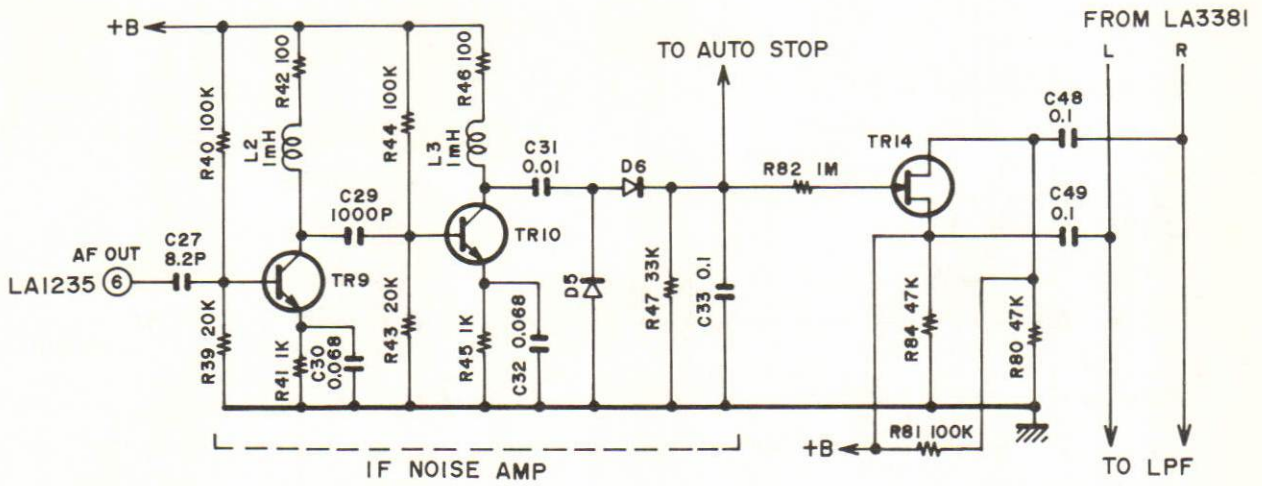 FROM LA3381
+B
L
R
TO AUTO STOP
R40 100K
R42 100
R44 100K
R46 100
L2
1mH
L3
1mH
C48
0.1
C31
0.01
D6
TR14
R82 1M
C29
1000P
C49
0.1
TR10
C27
8.2P
AF OUT
LA1235 6
TR9
D5
R47 33K
C33 0.1
R39 20K
R41 1K
C30
0.068
R43 20K
R45 1K
C32 0.068
R84 47K
R80 47K
+B
R81 100K
IF NOISE AMP
TO LPF